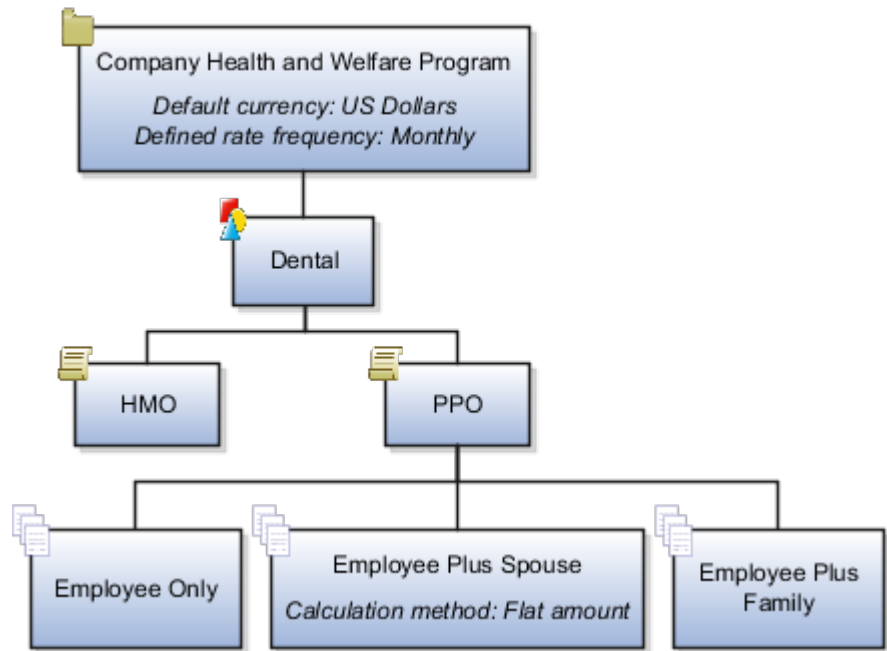 Company Health and Welfare Program
Default currency: US Dollars
Defined rate frequency: Monthly
Dental
HMO
PPO
Employee Only
Employee Plus Spouse
Calculation method: Flat amount
Employee Plus
Family